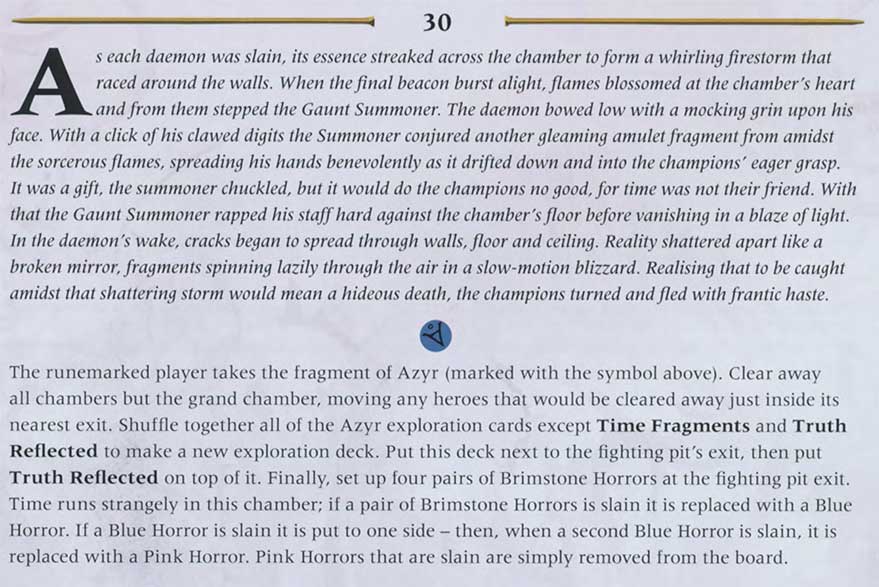 30
As each daemon was slain, its essence streaked across the chamber to form a whirling firestorm that
raced around the walls. When the final beacon burst alight, flames blossomed at the chamber's heart
and from them stepped the Gaunt Summoner. The daemon bowed low with a mocking grin upon his
face. With a click of his clawed digits the Summoner conjured another gleaming amulet fragment from amidst
the sorcerous flames, spreading his hands benevolently as it drifted down and into the champions' eager grasp.
It was a gift, the summoner chuckled, but it would do the champions no good, for time was not their friend. With
that the Gaunt Summoner rapped his staff hard against the chamber's floor before vanishing in a blaze of light.
In the daemon's wake, cracks began to spread through walls, floor and ceiling. Reality shattered apart like a
broken mirror, fragments spinning lazily through the air in a slow-motion blizzard. Realising that to be caught
amidst that shattering storm would mean a hideous death, the champions turned and fled with frantic haste.
The runemarked player takes the fragment of Azyr (marked with the symbol above). Clear away
all chambers but the grand chamber, moving any heroes that would be cleared away just inside its
nearest exit. Shuffle together all of the Azyr exploration cards except Time Fragments and Truth
Reflected to make a new exploration deck. Put this deck next to the fighting pit's exit, then put
Truth Reflected on top of it. Finally, set up four pairs of Brimstone Horrors at the fighting pit exit.
Time runs strangely in this chamber; if a pair of Brimstone Horrors is slain it is replaced with a Blue
Horror. If a Blue Horror is slain it is put to one side – then, when a second Blue Horror is slain, it is
replaced with a Pink Horror. Pink Horrors that are slain are simply removed from the board.